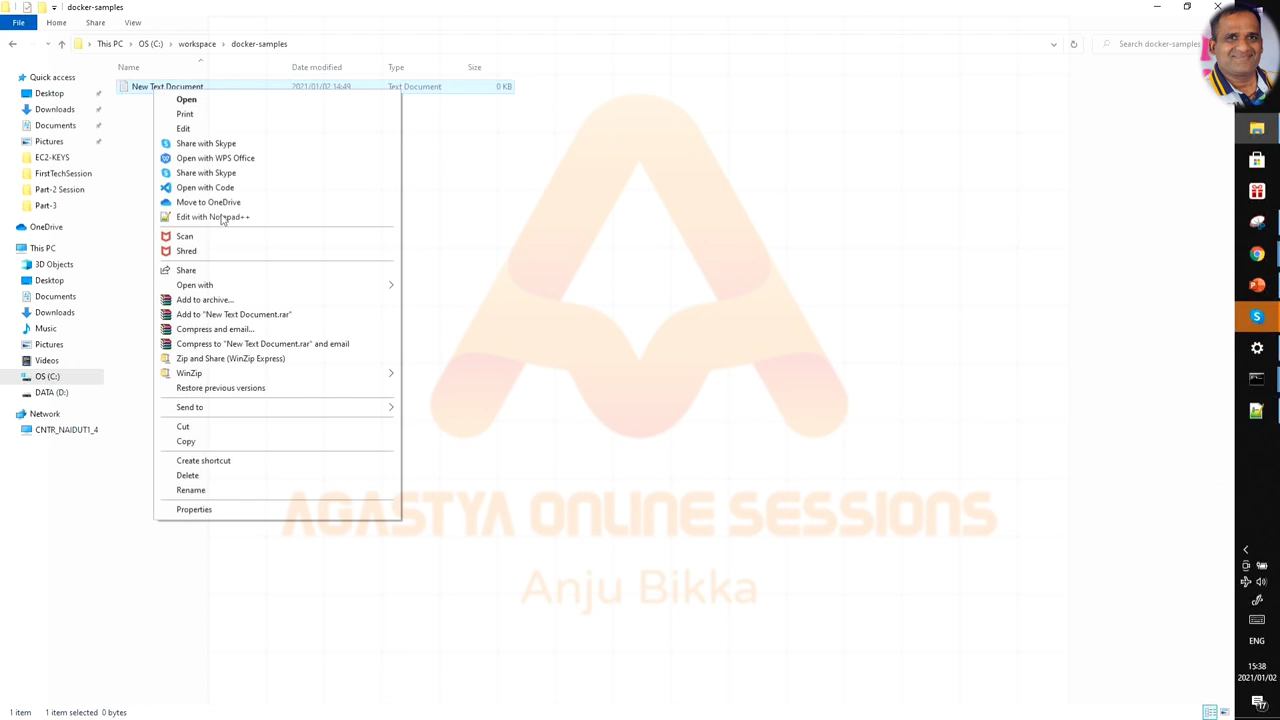 docker-samples
File Home Share View
This PC OS (C:) workspace docker-samples
Search docker-samples
Name Date modified Type Size
New Text Document 2021/01/02 14:49 Text Document 0 KB
Quick access
Desktop
Downloads
Documents
Pictures
EC2-KEYS
FirstTechSession
Part-2 Session
Part-3
OneDrive
This PC
3D Objects
Desktop
Documents
Downloads
Music
Pictures
Videos
OS (C:)
DATA (D:)
Network
CNTR_NAIDUT1_4
Open
Print
Edit
Share with Skype
Open with WPS Office
Share with Skype
Open with Code
Move to OneDrive
Edit with Notepad++
Scan
Shred
Share
Open with
Add to archive...
Add to "New Text Document.rar"
Compress and email...
Compress to "New Text Document.rar" and email
Zip and Share (WinZip Express)
WinZip
Restore previous versions
Send to
Cut
Copy
Create shortcut
Delete
Rename
Properties
AGASTYA ONLINE SESSIONS
Anju Bikka
ENG
15:38
2021/01/02
17
1 item 1 item selected 0 bytes